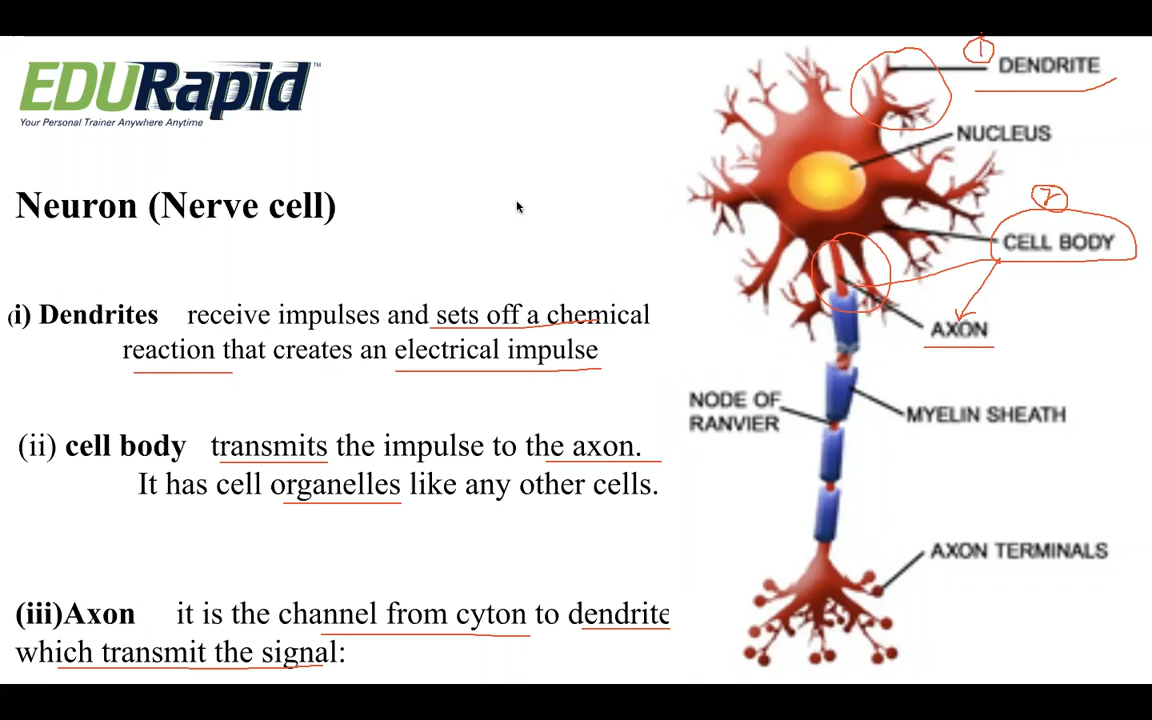 EDURapid™
Your Personal Trainer Anywhere Anytime
Neuron (Nerve cell)
(i) Dendrites receive impulses and sets off a chemical
reaction that creates an electrical impulse
(ii) cell body transmits the impulse to the axon.
It has cell organelles like any other cells.
(iii)Axon it is the channel from cyton to dendrite
which transmit the signal:
1
DENDRITE
NUCLEUS
2
CELL BODY
AXON
NODE OF
RANVIER
MYELIN SHEATH
AXON TERMINALS